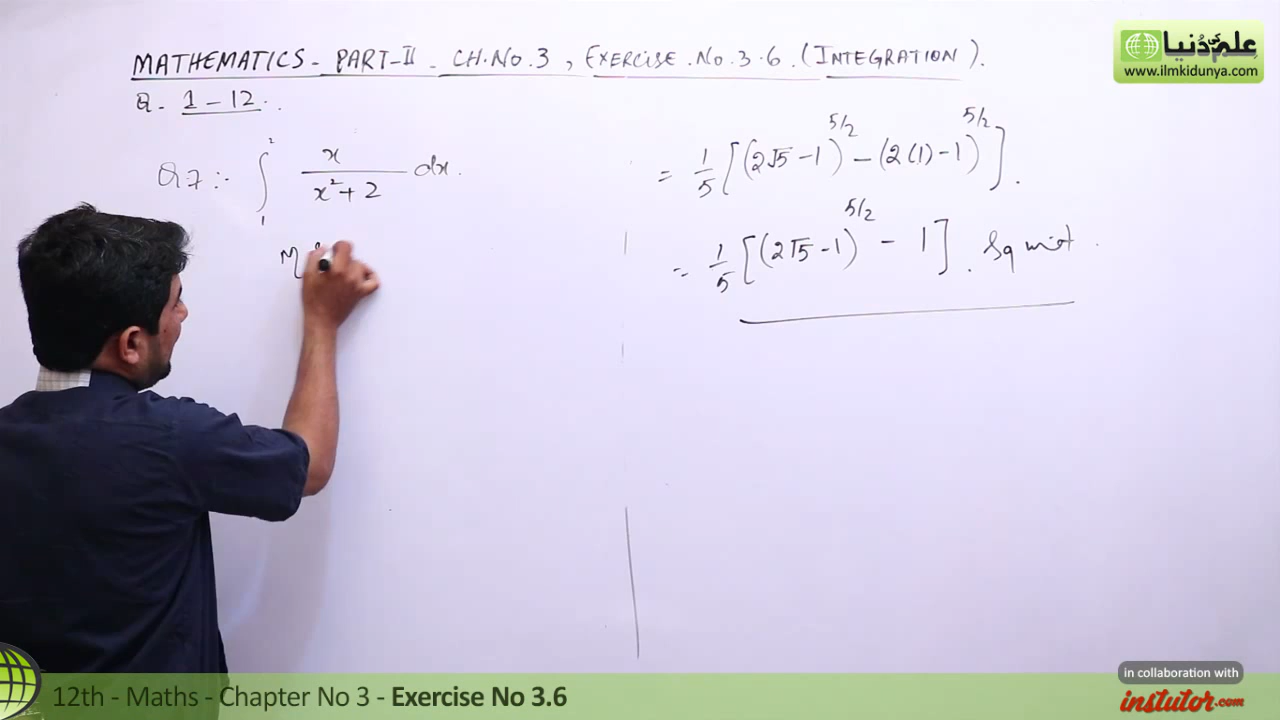 MATHEMATICS - PART-II - CH.No.3, EXERCISE.No.3.6.(INTEGRATION).
Q. 1 - 12.
Q7:- ∫₁² x/(x²+2) dx.
M
= 1/5 [(2√5 - 1)^5/2 - (2(1) - 1)^5/2].
= 1/5 [(2√5 - 1)^5/2 - 1]. Sq unit.
علم کی دُنیا
www.ilmkidunya.com
12th - Maths - Chapter No 3 - Exercise No 3.6
in collaboration with
instutor.com